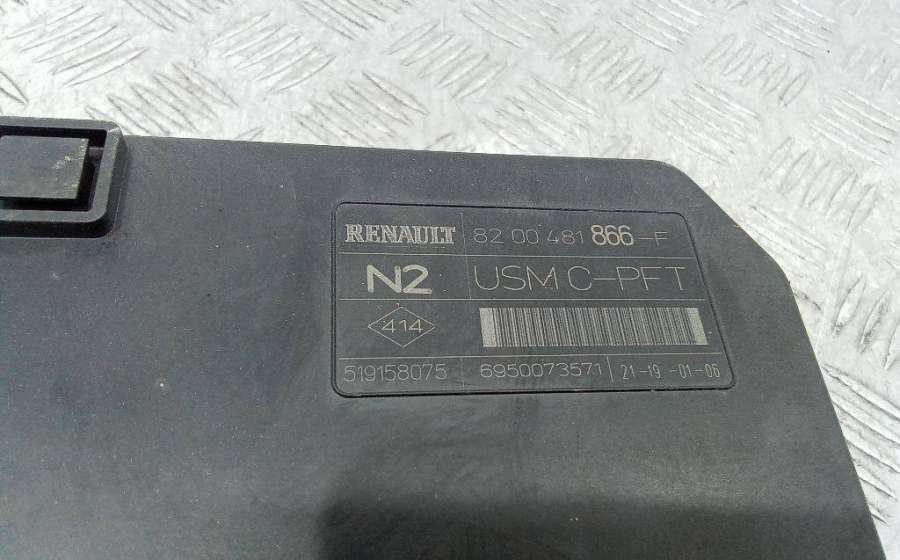 RENAULT 82 00 481 866-F
N2 USM C-PFT
414
519158075 6950073571 21-19 -01-06